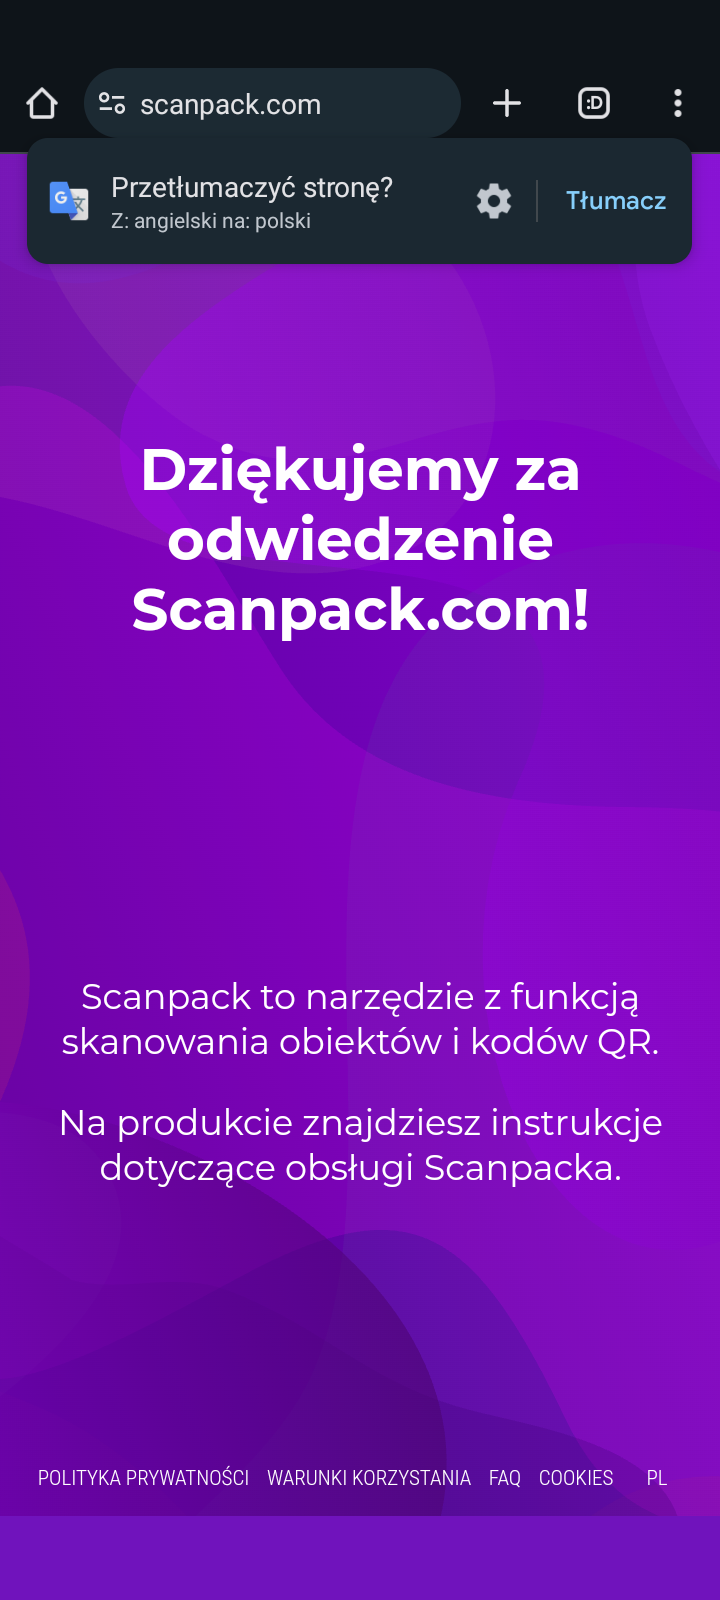 scanpack.com
:D
Przetłumaczyć stronę?
Z: angielski na: polski
Tłumacz
Dziękujemy za
odwiedzenie
Scanpack.com!
Scanpack to narzędzie z funkcją
skanowania obiektów i kodów QR.
Na produkcie znajdziesz instrukcje
dotyczące obsługi Scanpacka.
POLITYKA PRYWATNOŚCI WARUNKI KORZYSTANIA FAQ COOKIES PL